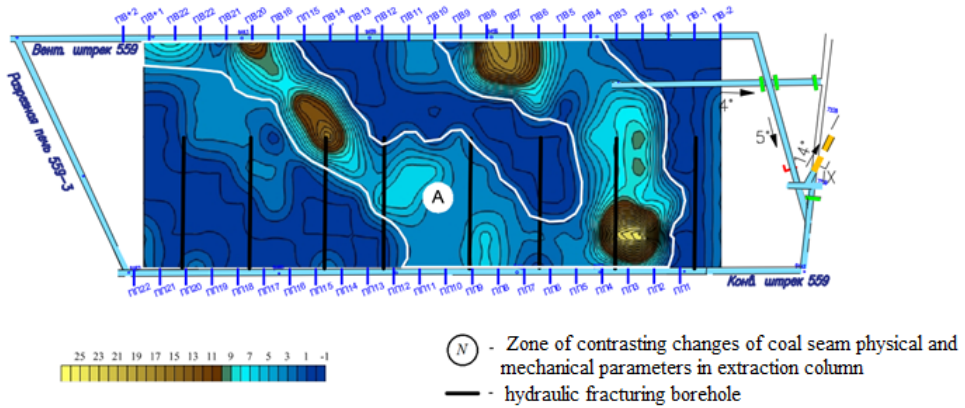 ПВ+2 ПВ+1 ПВ22 ПВ22 ПВ21 ПВ20 ПВ16 ПП15 ПВ14 ПВ13 ПВ12 ПВ11 ПВ10 ПВ9 ПВ8 ПВ7 ПВ6 ПВ5 ПВ4 ПВ3 ПВ2 ПВ1 ПВ-1 ПВ-2
Вент. штрек 559
Разрезная печь 559-3
4°
5°
14°
IX
A
ПП22 ПП21 ПП20 ПП19 ПП18 ПП17 ПП16 ПП15 ПП14 ПП13 ПП12 ПП11 ПП10 ПП9 ПП8 ПП7 ПП6 ПП5 ПП4 ПП3 ПП2 ПП1
Конв. штрек 559
25 23 21 19 17 15 13 11 9 7 5 3 1 -1
N - Zone of contrasting changes of coal seam physical and
mechanical parameters in extraction column
- hydraulic fracturing borehole